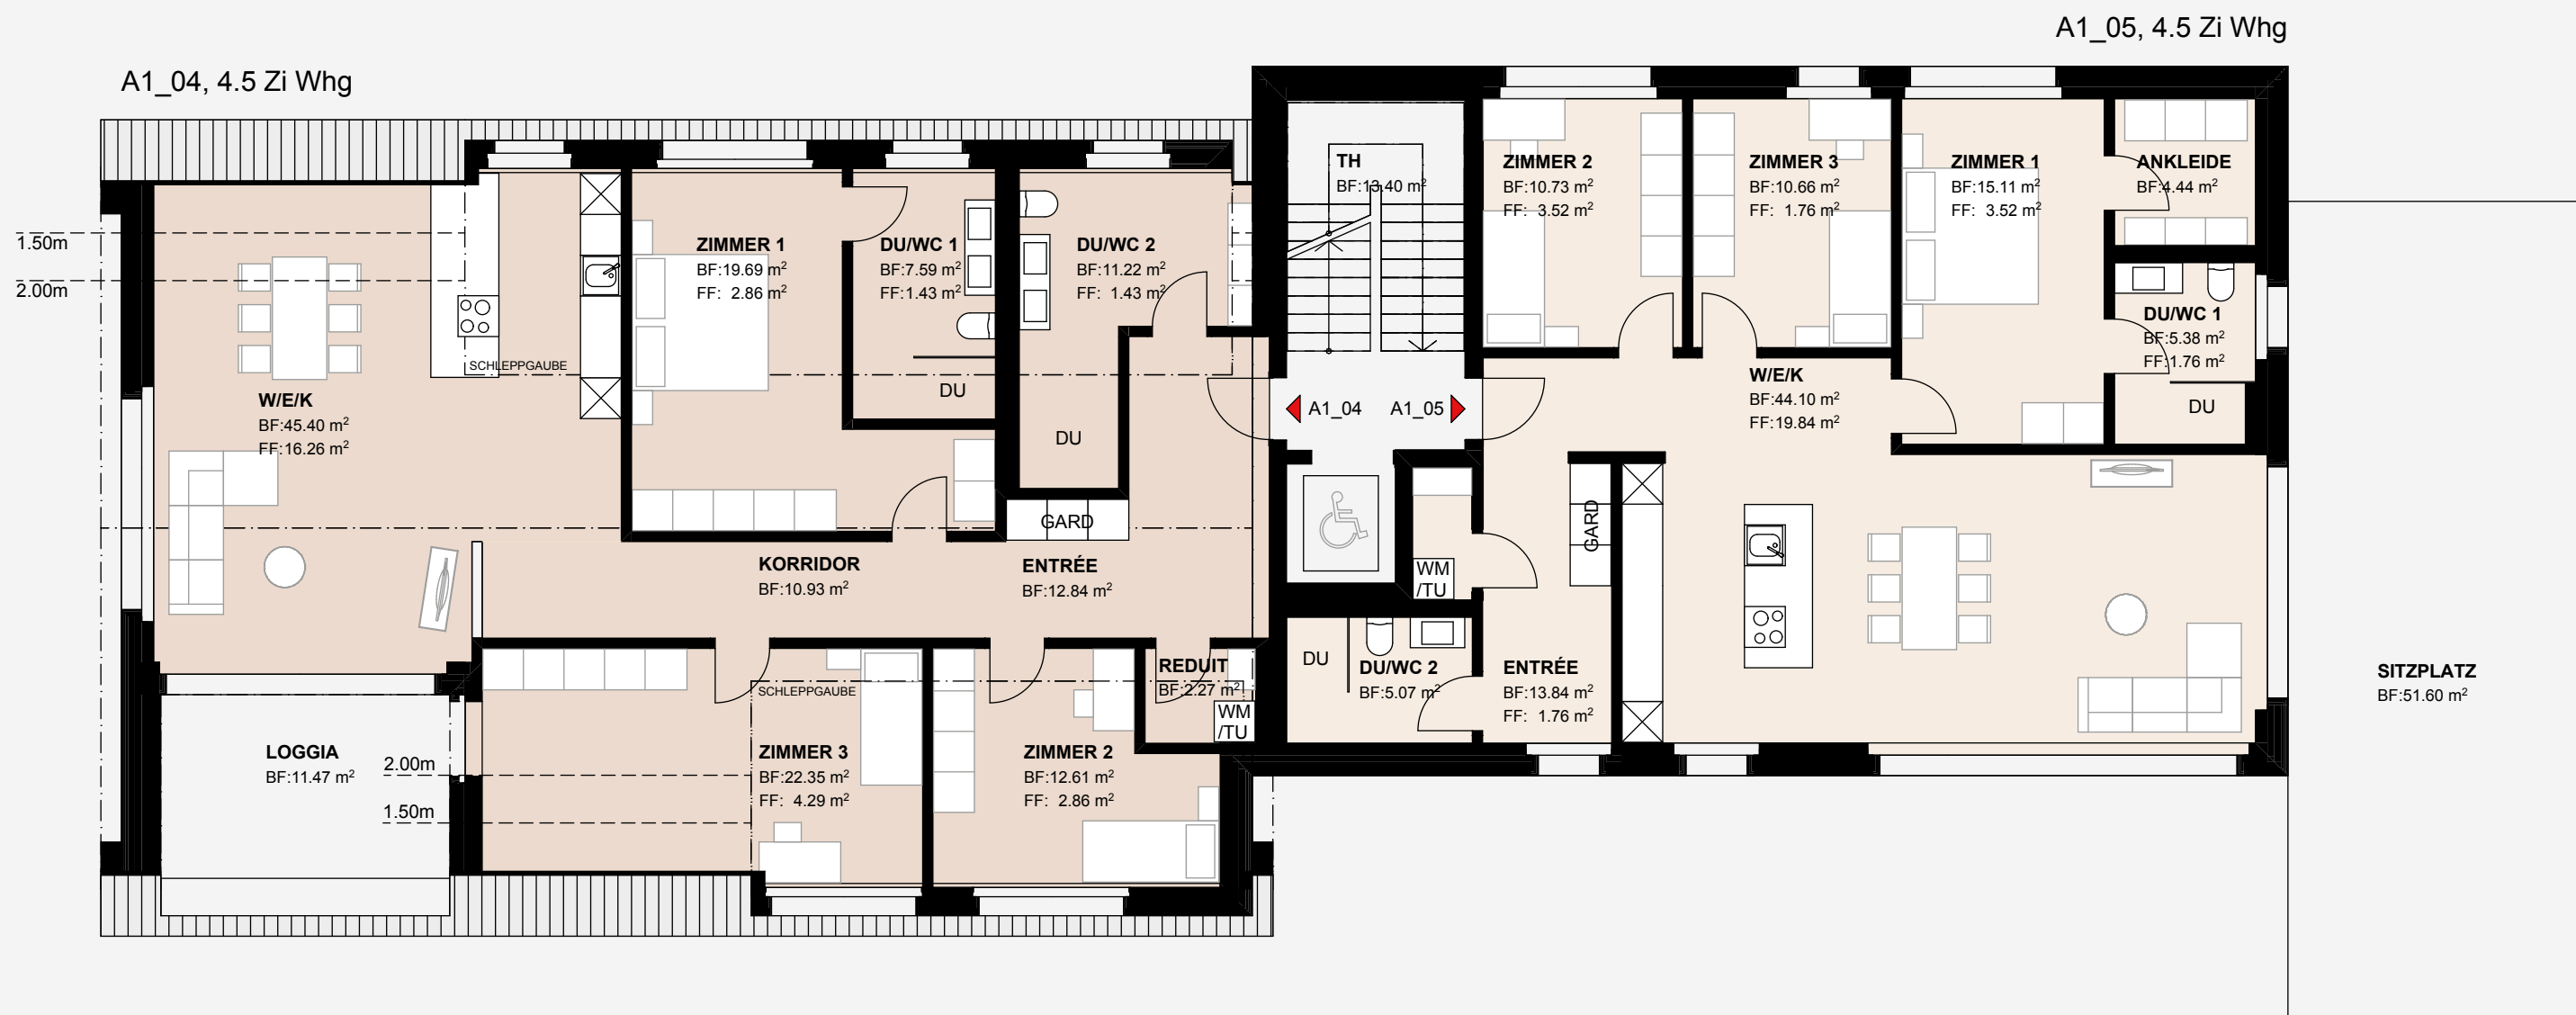 A1_05, 4.5 Zi Whg
A1_04, 4.5 Zi Whg
1.50m
2.00m
W/E/K
BF:45.40 m²
FF:16.26 m²
SCHLEPPGAUBE
ZIMMER 1
BF:19.69 m²
FF: 2.86 m²
DU/WC 1
BF:7.59 m²
FF:1.43 m²
DU
DU/WC 2
BF:11.22 m²
FF: 1.43 m²
DU
GARD
KORRIDOR
BF:10.93 m²
ENTRÉE
BF:12.84 m²
LOGGIA
BF:11.47 m²
2.00m
1.50m
SCHLEPPGAUBE
ZIMMER 3
BF:22.35 m²
FF: 4.29 m²
ZIMMER 2
BF:12.61 m²
FF: 2.86 m²
REDUIT
BF:2.27 m²
WM
/TU
TH
BF:13.40 m²
A1_04
A1_05
ZIMMER 2
BF:10.73 m²
FF: 3.52 m²
ZIMMER 3
BF:10.66 m²
FF: 1.76 m²
ZIMMER 1
BF:15.11 m²
FF: 3.52 m²
ANKLEIDE
BF:4.44 m²
DU/WC 1
BF:5.38 m²
FF:1.76 m²
DU
W/E/K
BF:44.10 m²
FF:19.84 m²
GARD
WM
/TU
DU
DU/WC 2
BF:5.07 m²
ENTRÉE
BF:13.84 m²
FF: 1.76 m²
SITZPLATZ
BF:51.60 m²